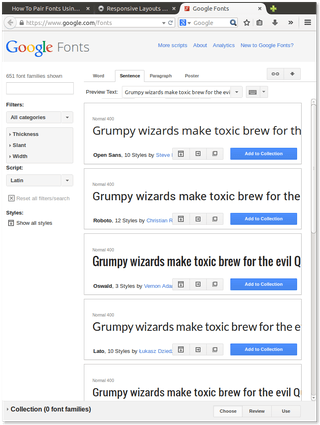 How To Pair Fonts Usin...
Responsive Layouts ...
Google Fonts
https://www.google.com/fonts
Google Fonts
More scripts About Analytics New to Google Fonts?
651 font families shown
Word Sentence Paragraph Poster
Preview Text: Grumpy wizards make toxic brew for the evil
Filters:
All categories
Thickness
Slant
Width
Script:
Latin
Reset all filters/search
Styles:
Show all styles
Normal 400
Grumpy wizards make toxic brew for th
Open Sans, 10 Styles by Steve
Add to Collection
Normal 400
Grumpy wizards make toxic brew for the
Roboto, 12 Styles by Christian R
Add to Collection
Normal 400
Grumpy wizards make toxic brew for the evil Q
Oswald, 3 Styles by Vernon Ada
Add to Collection
Normal 400
Grumpy wizards make toxic brew for the e
Lato, 10 Styles by Łukasz Dzied
Add to Collection
Normal 400
Grumpy wizards make toxic brew for the evil Q
Collection (0 font families)
Choose Review Use